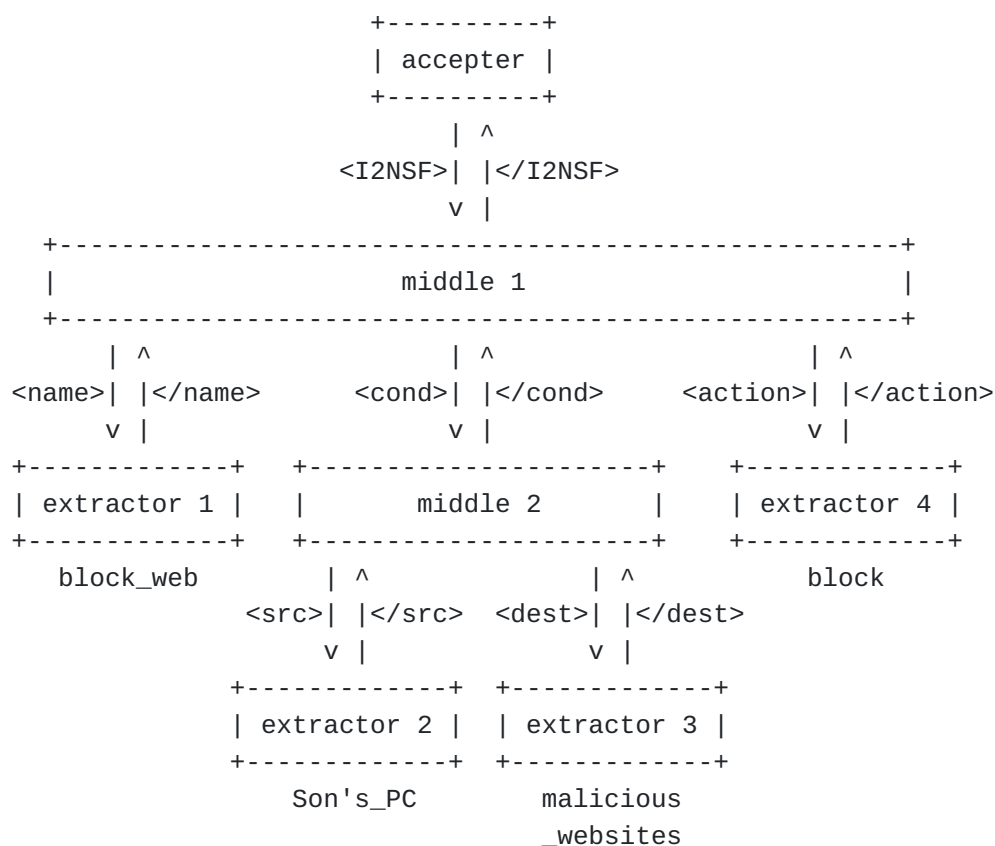 +----------+
                       | accepter |
                       +----------+
                            | ^
                     <I2NSF>| |</I2NSF>
                            v |
  +------------------------------------------------------+
  |                      middle 1                        |
  +------------------------------------------------------+
      | ^                   | ^                    | ^
<name>| |</name>      <cond>| |</cond>     <action>| |</action>
      v |                   v |                    v |
+-------------+   +----------------------+    +-------------+
| extractor 1 |   |       middle 2       |    | extractor 4 |
+-------------+   +----------------------+    +-------------+
   block_web        | ^              | ^           block
               <src>| |</src>  <dest>| |</dest>
                    v |              v |
              +-------------+  +-------------+
              | extractor 2 |  | extractor 3 |
              +-------------+  +-------------+
                  Son's_PC        malicious
                                  _websites